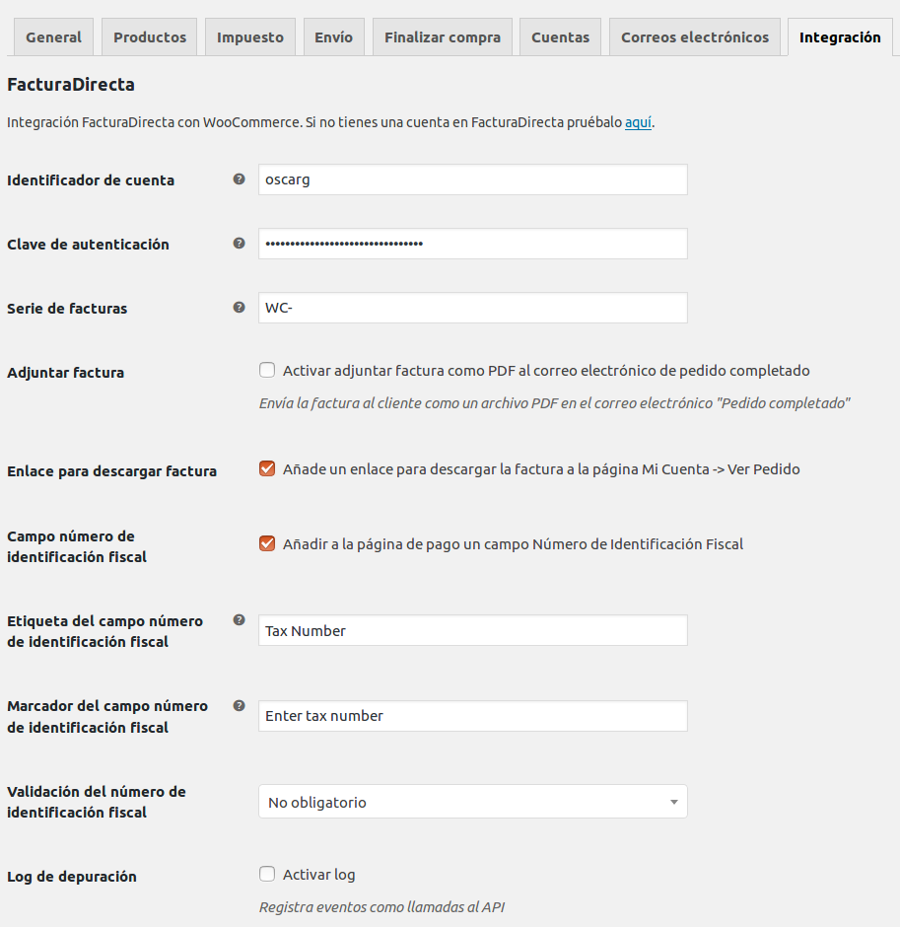 General Productos Impuesto Envío Finalizar compra Cuentas Correos electrónicos Integración
FacturaDirecta
Integración FacturaDirecta con WooCommerce. Si no tienes una cuenta en FacturaDirecta pruébalo aquí.
Identificador de cuenta ? oscarg
Clave de autenticación ? ••••••••••••••••••••••••••••••••
Serie de facturas ? WC-
Adjuntar factura Activar adjuntar factura como PDF al correo electrónico de pedido completado
Envía la factura al cliente como un archivo PDF en el correo electrónico "Pedido completado"
Enlace para descargar factura Añade un enlace para descargar la factura a la página Mi Cuenta -> Ver Pedido
Campo número de
identificación fiscal
Añadir a la página de pago un campo Número de Identificación Fiscal
Etiqueta del campo número
de identificación fiscal
? Tax Number
Marcador del campo número
de identificación fiscal
? Enter tax number
Validación del número de
identificación fiscal
No obligatorio
Log de depuración Activar log
Registra eventos como llamadas al API